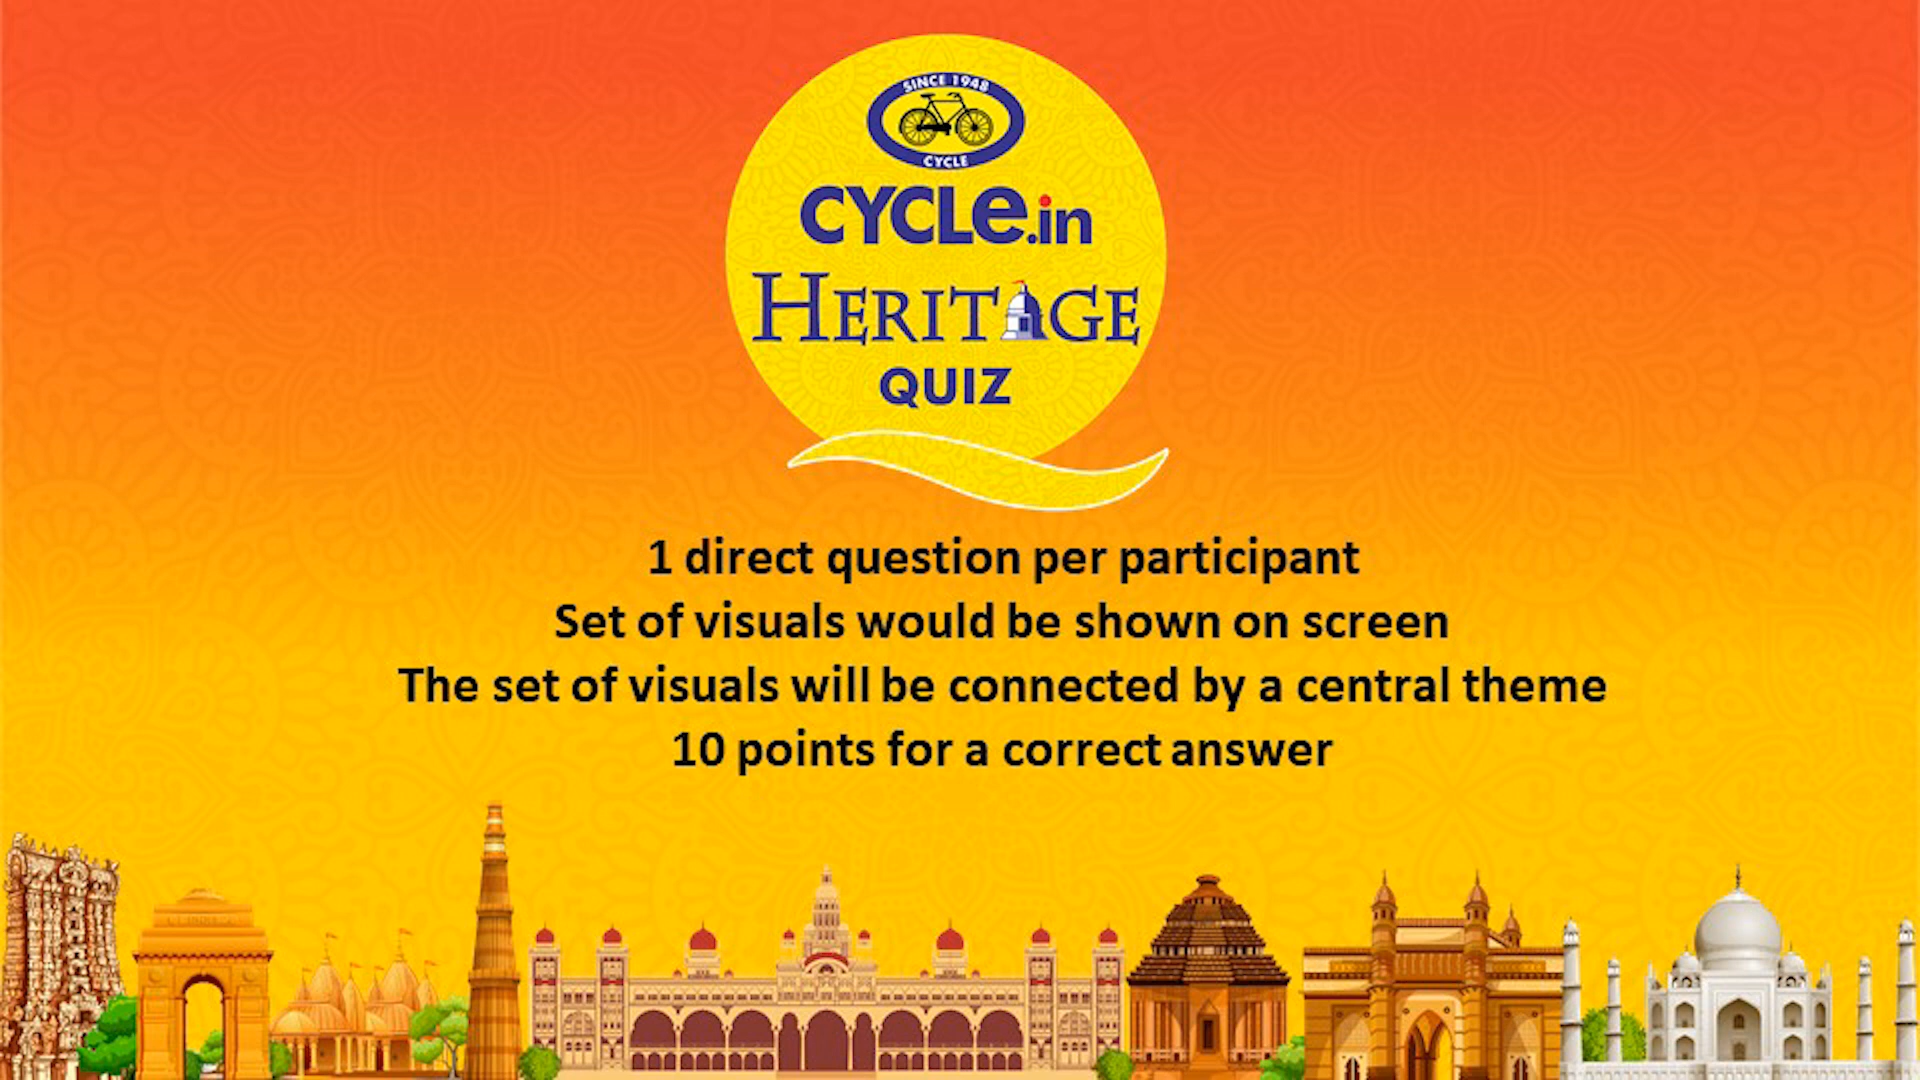 SINCE 1948
CYCLE
CYCLe.in
HERITAGE
QUIZ
1 direct question per participant
Set of visuals would be shown on screen
The set of visuals will be connected by a central theme
10 points for a correct answer